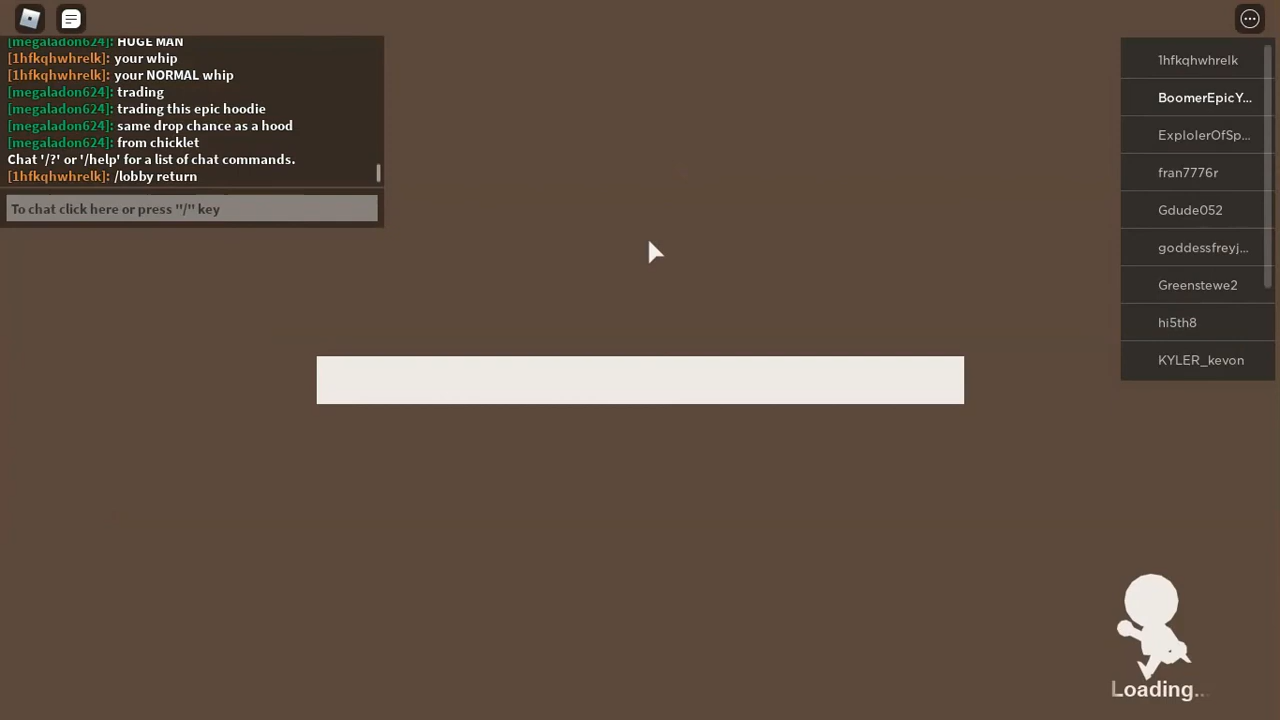 [megaladon624]: HUGE MAN
[1hfkqhwhrelk]: your whip
[1hfkqhwhrelk]: your NORMAL whip
[megaladon624]: trading
[megaladon624]: trading this epic hoodie
[megaladon624]: same drop chance as a hood
[megaladon624]: from chicklet
Chat '/?' or '/help' for a list of chat commands.
[1hfkqhwhrelk]: /lobby return
To chat click here or press "/" key
1hfkqhwhrelk
BoomerEpicY...
ExplolerOfSp...
fran7776r
Gdude052
goddessfreyj...
Greenstewe2
hi5th8
KYLER_kevon
Loading...